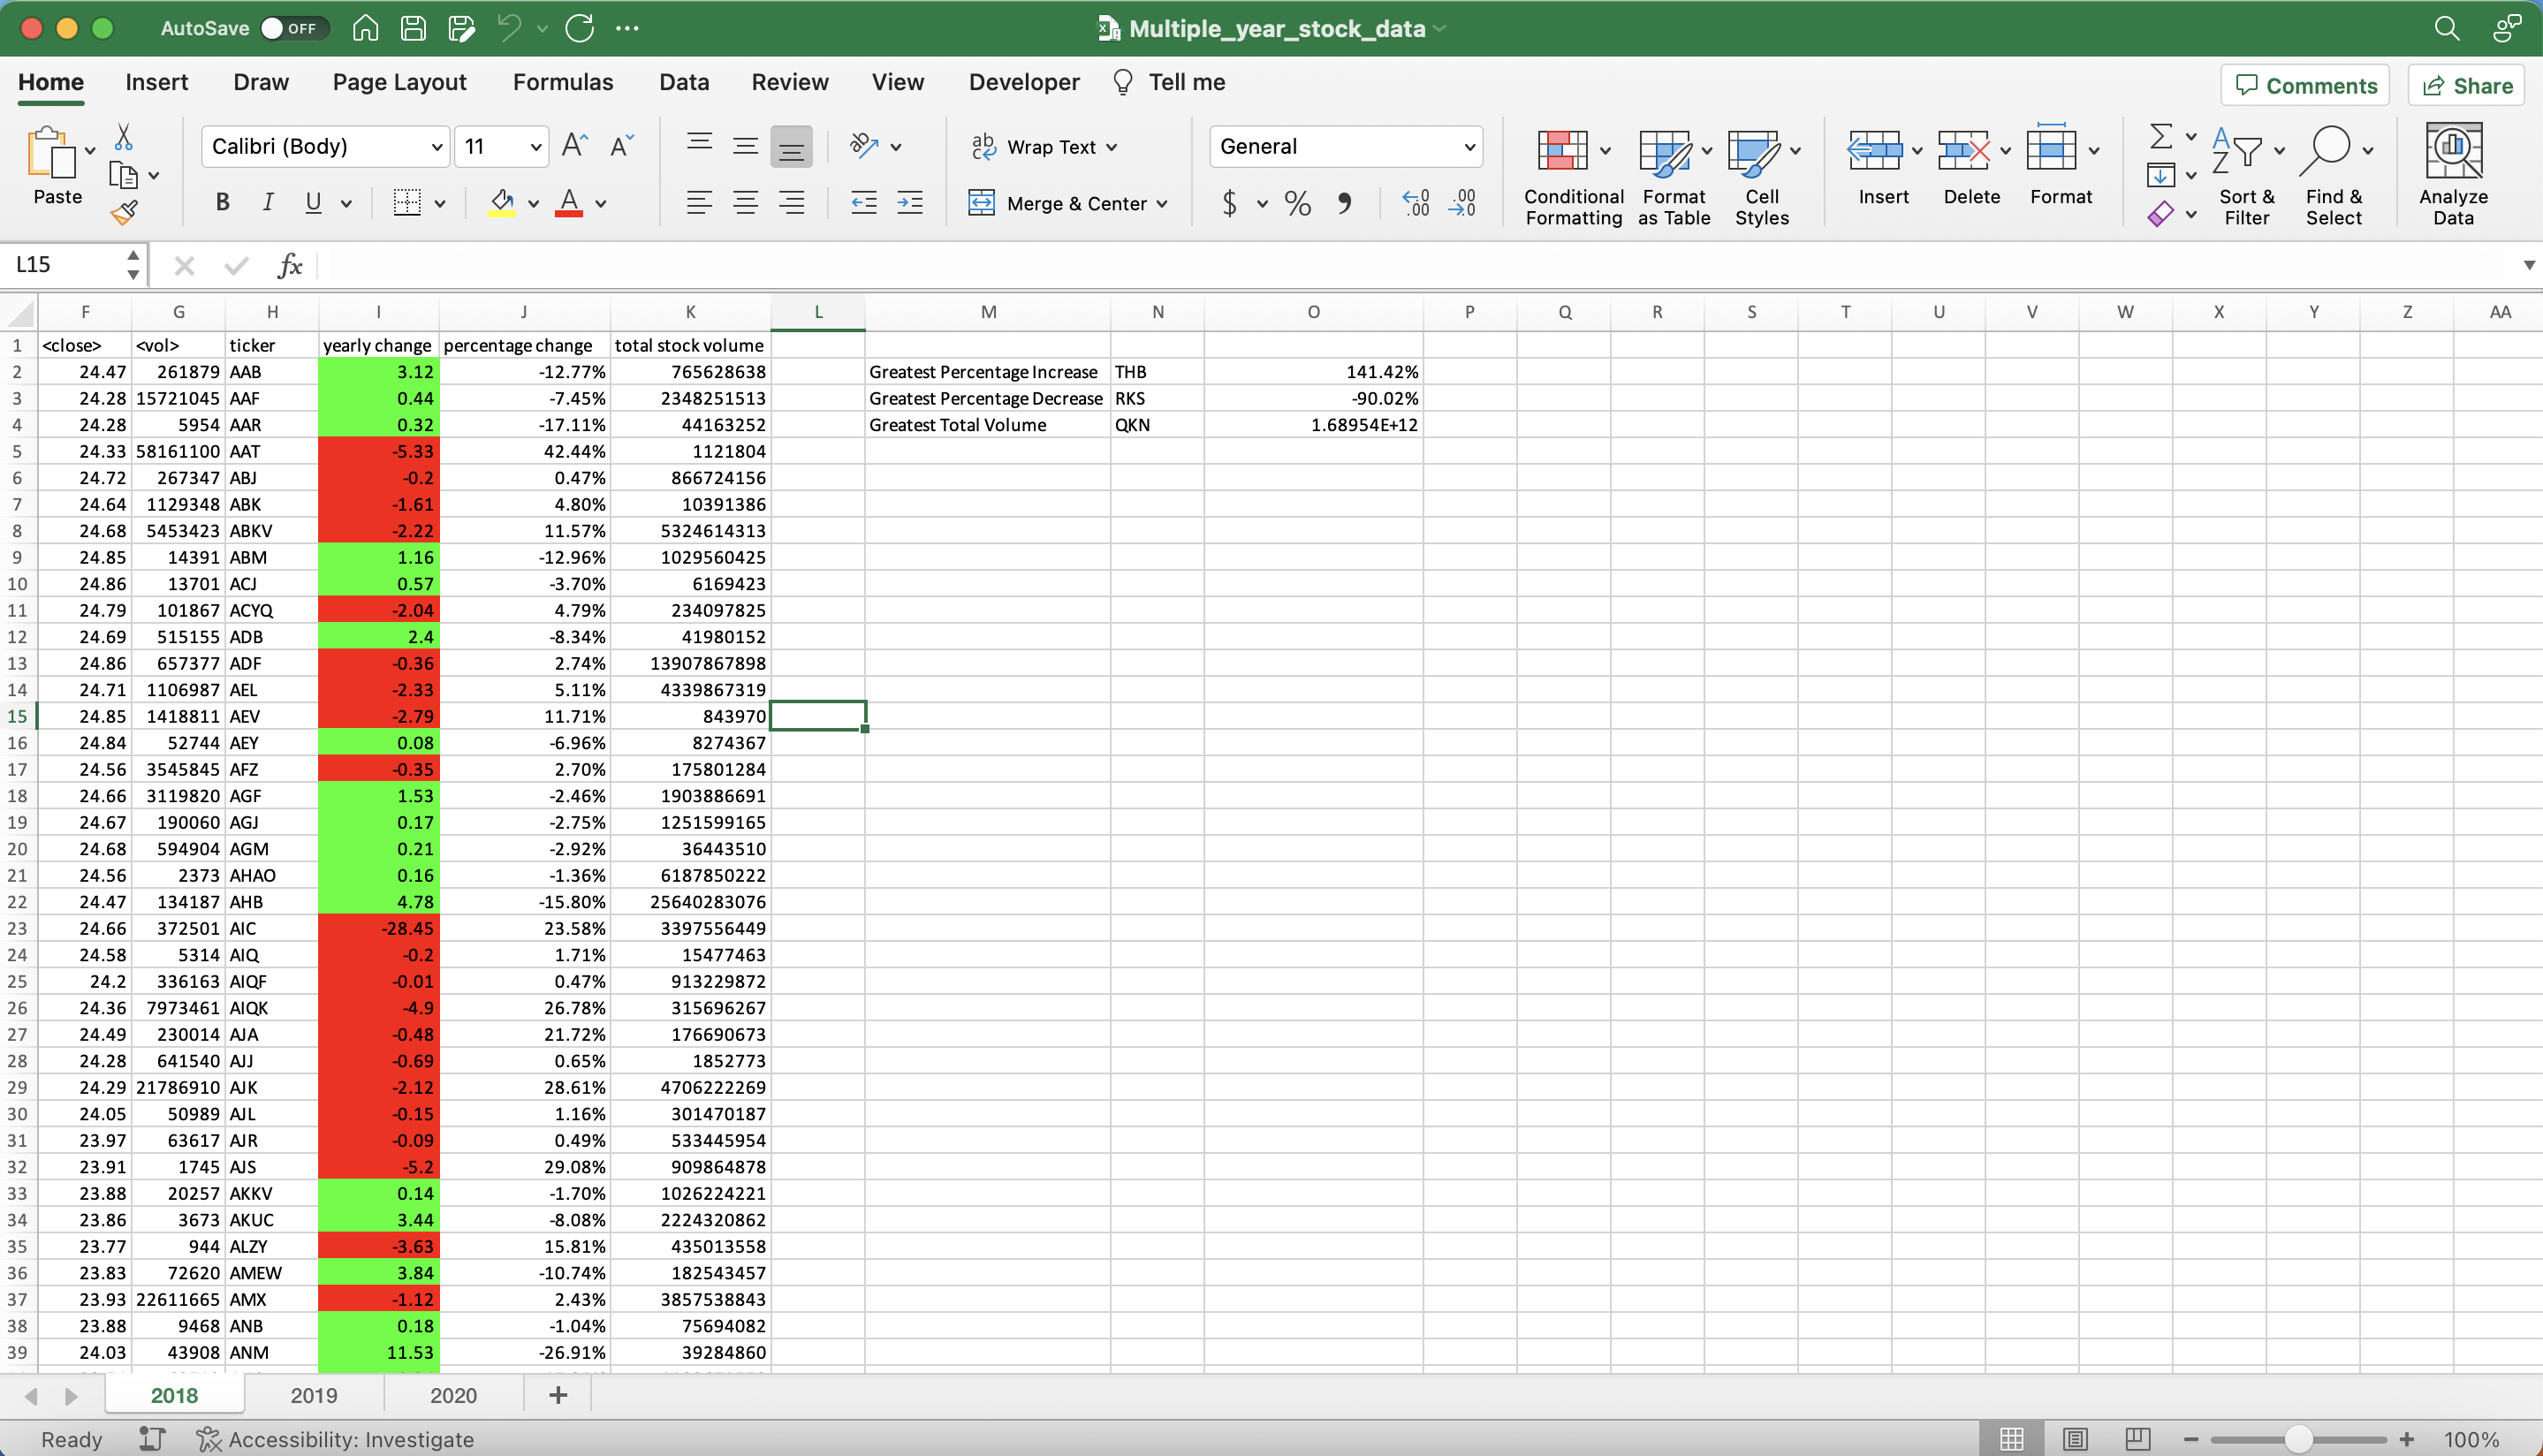 AutoSave OFF Multiple_year_stock_data
Home Insert Draw Page Layout Formulas Data Review View Developer Tell me Comments Share
Paste Calibri (Body) 11 Wrap Text General Conditional Formatting Format as Table Cell Styles Insert Delete Format Sort & Filter Find & Select Analyze Data
B I U Merge & Center $ %
L15 fx
F G H I J K L M N O P Q R S T U V W X Y Z AA
1 <close> <vol> ticker yearly change percentage change total stock volume
2 24.47 261879 AAB 3.12 -12.77% 765628638 Greatest Percentage Increase THB 141.42%
3 24.28 15721045 AAF 0.44 -7.45% 2348251513 Greatest Percentage Decrease RKS -90.02%
4 24.28 5954 AAR 0.32 -17.11% 44163252 Greatest Total Volume QKN 1.68954E+12
5 24.33 58161100 AAT -5.33 42.44% 1121804
6 24.72 267347 ABJ -0.2 0.47% 866724156
7 24.64 1129348 ABK -1.61 4.80% 10391386
8 24.68 5453423 ABKV -2.22 11.57% 5324614313
9 24.85 14391 ABM 1.16 -12.96% 1029560425
10 24.86 13701 ACJ 0.57 -3.70% 6169423
11 24.79 101867 ACYQ -2.04 4.79% 234097825
12 24.69 515155 ADB 2.4 -8.34% 41980152
13 24.86 657377 ADF -0.36 2.74% 13907867898
14 24.71 1106987 AEL -2.33 5.11% 4339867319
15 24.85 1418811 AEV -2.79 11.71% 843970
16 24.84 52744 AEY 0.08 -6.96% 8274367
17 24.56 3545845 AFZ -0.35 2.70% 175801284
18 24.66 3119820 AGF 1.53 -2.46% 1903886691
19 24.67 190060 AGJ 0.17 -2.75% 1251599165
20 24.68 594904 AGM 0.21 -2.92% 36443510
21 24.56 2373 AHAO 0.16 -1.36% 6187850222
22 24.47 134187 AHB 4.78 -15.80% 25640283076
23 24.66 372501 AIC -28.45 23.58% 3397556449
24 24.58 5314 AIQ -0.2 1.71% 15477463
25 24.2 336163 AIQF -0.01 0.47% 913229872
26 24.36 7973461 AIQK -4.9 26.78% 315696267
27 24.49 230014 AJA -0.48 21.72% 176690673
28 24.28 641540 AJJ -0.69 0.65% 1852773
29 24.29 21786910 AJK -2.12 28.61% 4706222269
30 24.05 50989 AJL -0.15 1.16% 301470187
31 23.97 63617 AJR -0.09 0.49% 533445954
32 23.91 1745 AJS -5.2 29.08% 909864878
33 23.88 20257 AKKV 0.14 -1.70% 1026224221
34 23.86 3673 AKUC 3.44 -8.08% 2224320862
35 23.77 944 ALZY -3.63 15.81% 435013558
36 23.83 72620 AMEW 3.84 -10.74% 182543457
37 23.93 22611665 AMX -1.12 2.43% 3857538843
38 23.88 9468 ANB 0.18 -1.04% 75694082
39 24.03 43908 ANM 11.53 -26.91% 39284860
2018 2019 2020
Ready Accessibility: Investigate 100%